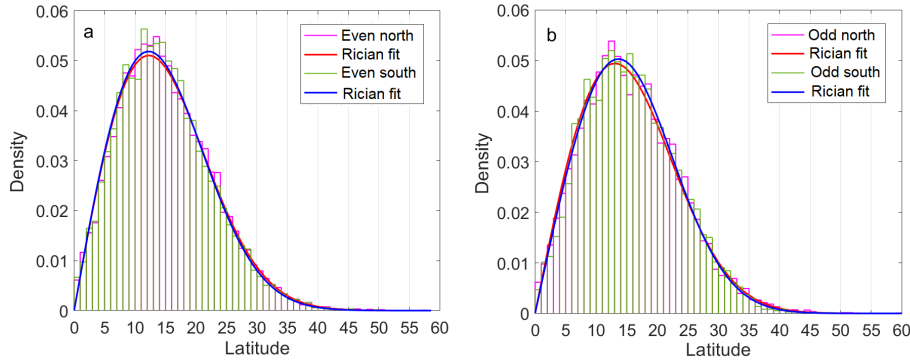 a
Even north
Rician fit
Even south
Rician fit
0.06
0.05
0.04
0.03
0.02
0.01
0
Density
0 5 10 15 20 25 30 35 40 45 50 55 60
Latitude
b
Odd north
Rician fit
Odd south
Rician fit
0.06
0.05
0.04
0.03
0.02
0.01
0
Density
0 5 10 15 20 25 30 35 40 45 50 55 60
Latitude